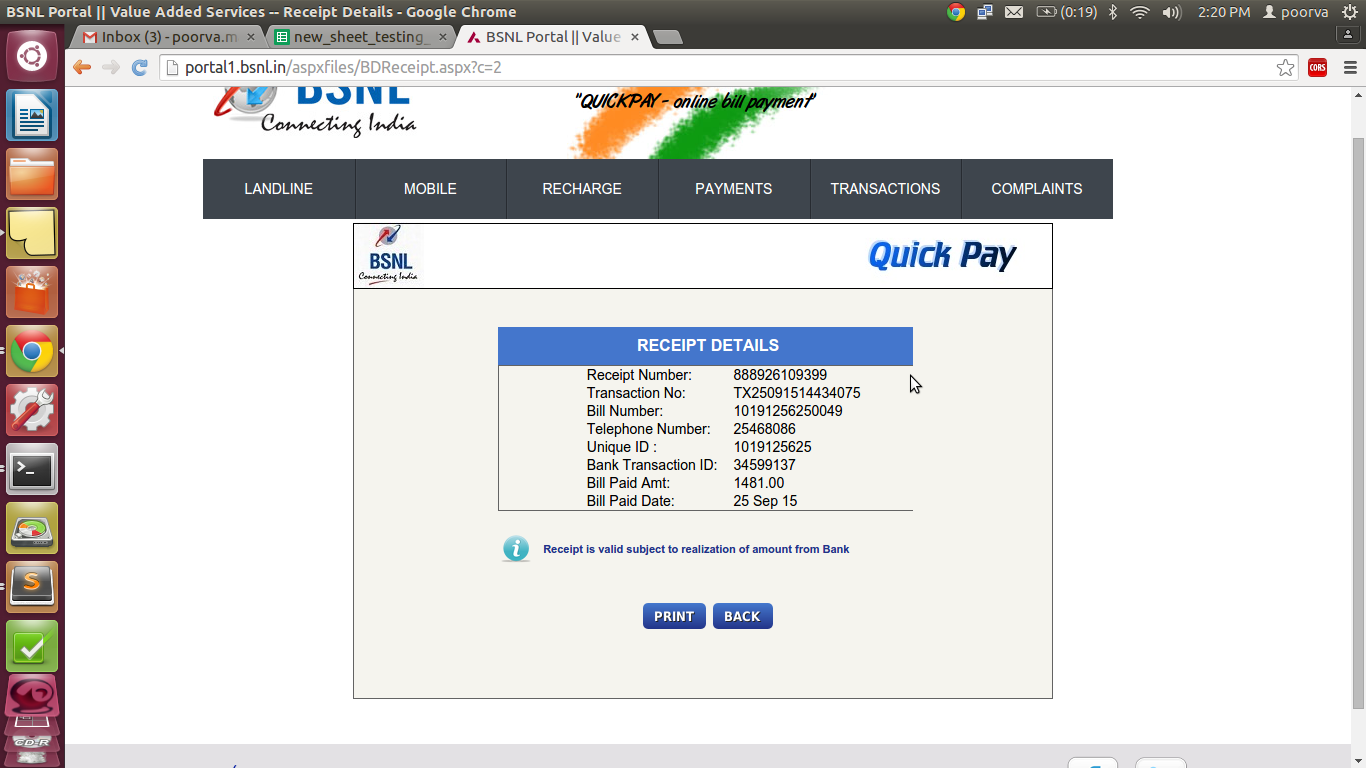 BSNL Portal || Value Added Services -- Receipt Details - Google Chrome
(0:19)
2:20 PM
poorva
Inbox (3) - poorva.m
new_sheet_testing_
BSNL Portal || Value
portal1.bsnl.in/aspxfiles/BDReceipt.aspx?c=2
CORS
BSNL
Connecting India
"QUICKPAY - online bill payment"
LANDLINE
MOBILE
RECHARGE
PAYMENTS
TRANSACTIONS
COMPLAINTS
BSNL
Connecting India
Quick Pay
RECEIPT DETAILS
Receipt Number: 888926109399
Transaction No: TX25091514434075
Bill Number: 10191256250049
Telephone Number: 25468086
Unique ID : 1019125625
Bank Transaction ID: 34599137
Bill Paid Amt: 1481.00
Bill Paid Date: 25 Sep 15
Receipt is valid subject to realization of amount from Bank
PRINT
BACK
CD-R